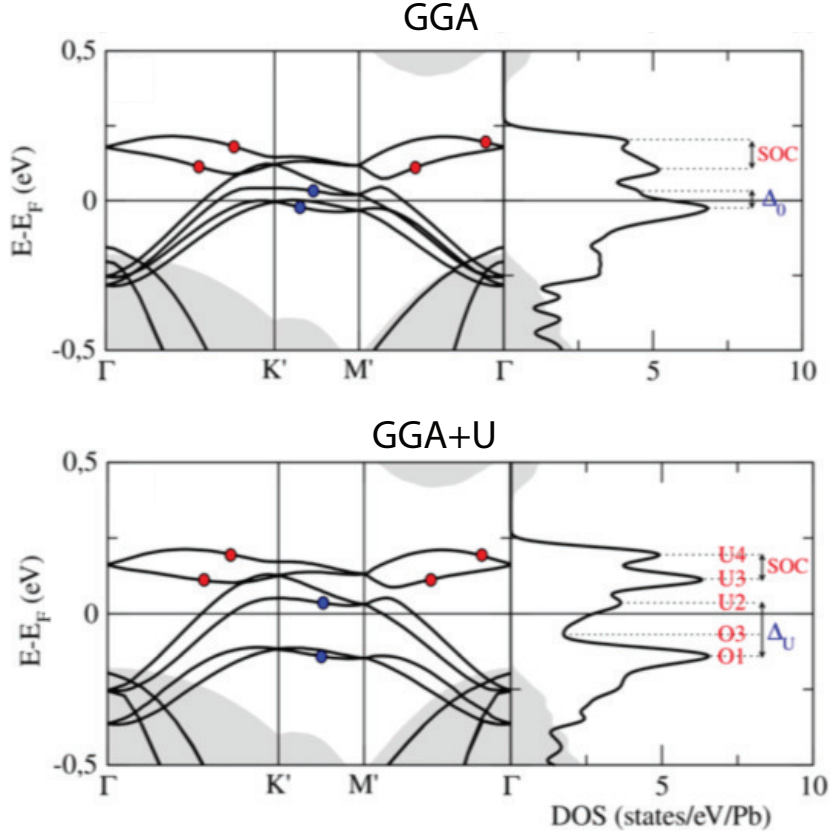 GGA
0,5
0
-0,5
E-E_F (eV)
Γ K' M' Γ 5 10
SOC
Δ_0
GGA+U
0,5
0
-0,5
E-E_F (eV)
U4
U3
SOC
U2
O3
Δ_U
O1
Γ K' M' Γ 5 10
DOS (states/eV/Pb)